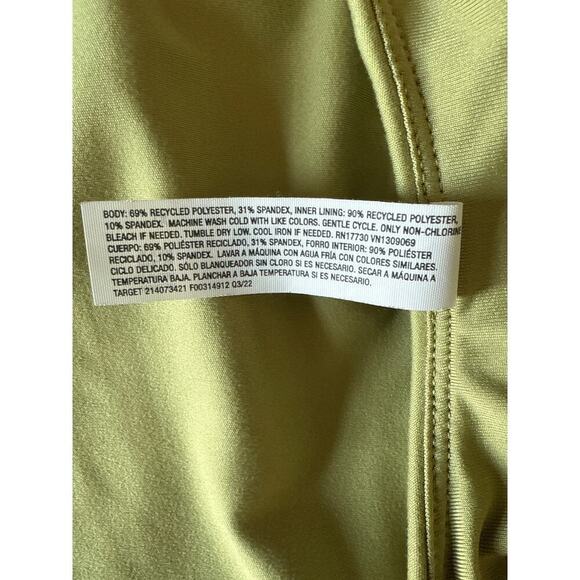 BODY: 69% RECYCLED POLYESTER, 31% SPANDEX, INNER LINING: 90% RECYCLED POLYESTER,
10% SPANDEX. MACHINE WASH COLD WITH LIKE COLORS. GENTLE CYCLE. ONLY NON-CHLORINE
BLEACH IF NEEDED. TUMBLE DRY LOW. COOL IRON IF NEEDED. RN17730 VN1309069
CUERPO: 69% POLIÉSTER RECICLADO, 31% SPANDEX, FORRO INTERIOR: 90% POLIÉSTER
RECICLADO, 10% SPANDEX. LAVAR A MÁQUINA CON AGUA FRÍA CON COLORES SIMILARES.
CICLO DELICADO. SÓLO BLANQUEADOR SIN CLORO SI ES NECESARIO. SECAR A MÁQUINA A
TEMPERATURA BAJA. PLANCHAR A BAJA TEMPERATURA SI ES NECESARIO.
TARGET 214073421 F00314912 Q3/22